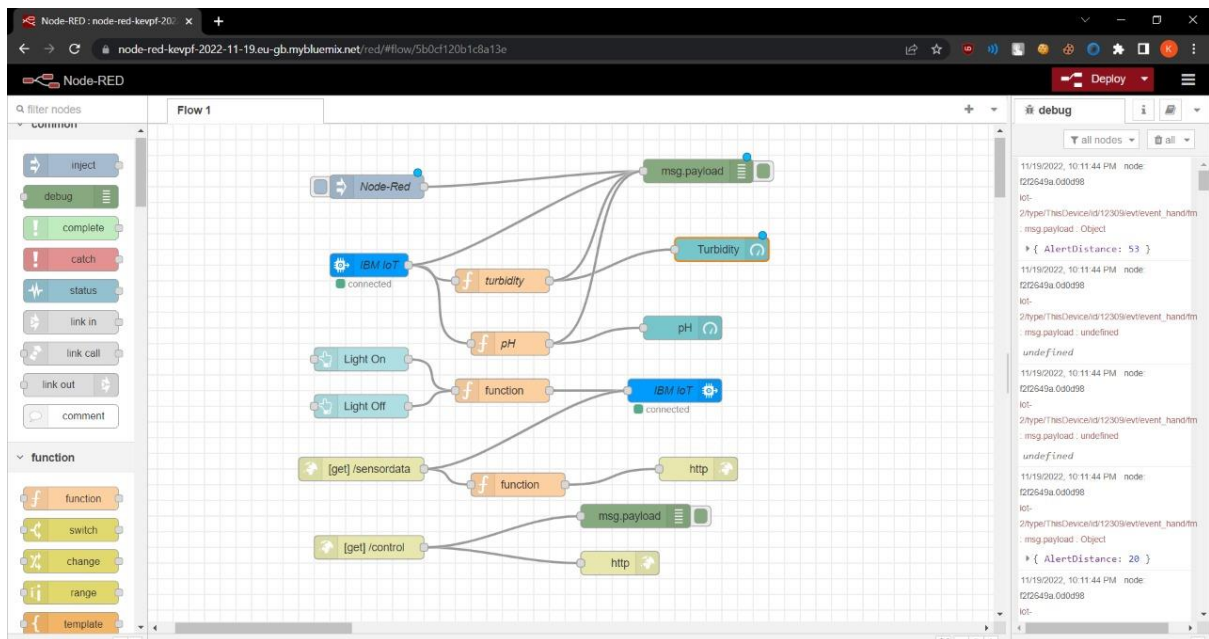 Node-RED : node-red-kevpf-202
node-red-kevpf-2022-11-19.eu-gb.mybluemix.net/red/#flow/5b0cf120b1c8a13e
K
Node-RED
Deploy
filter nodes
common
inject
debug
complete
catch
status
link in
link call
link out
comment
function
function
switch
change
range
template
Flow 1
Node-Red
msg.payload
Turbidity
IBM IoT
connected
turbidity
pH
pH
Light On
function
IBM IoT
connected
Light Off
[get] /sensordata
http
function
msg.payload
[get] /control
http
debug
i
all nodes
all
11/19/2022, 10:11:44 PM node:
f2f2649a.0d0d98
iot-
2/type/ThisDevice/id/12309/evt/event_hand/fm
: msg.payload : Object
{ AlertDistance: 53 }
11/19/2022, 10:11:44 PM node:
f2f2649a.0d0d98
iot-
2/type/ThisDevice/id/12309/evt/event_hand/fm
: msg.payload : undefined
undefined
11/19/2022, 10:11:44 PM node:
f2f2649a.0d0d98
iot-
2/type/ThisDevice/id/12309/evt/event_hand/fm
: msg.payload : undefined
undefined
11/19/2022, 10:11:44 PM node:
f2f2649a.0d0d98
iot-
2/type/ThisDevice/id/12309/evt/event_hand/fm
: msg.payload : Object
{ AlertDistance: 20 }
11/19/2022, 10:11:44 PM node:
f2f2649a.0d0d98
iot-